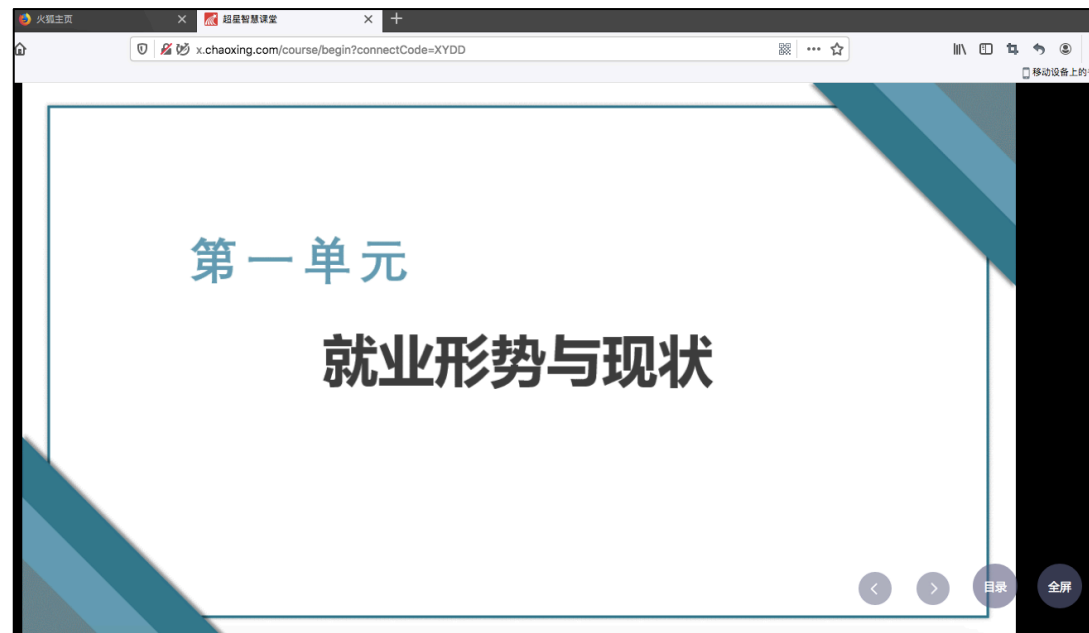 火狐主页
超星智慧课堂
x.chaoxing.com/course/begin?connectCode=XYDD
移动设备上的
第一单元
就业形势与现状
目录
全屏